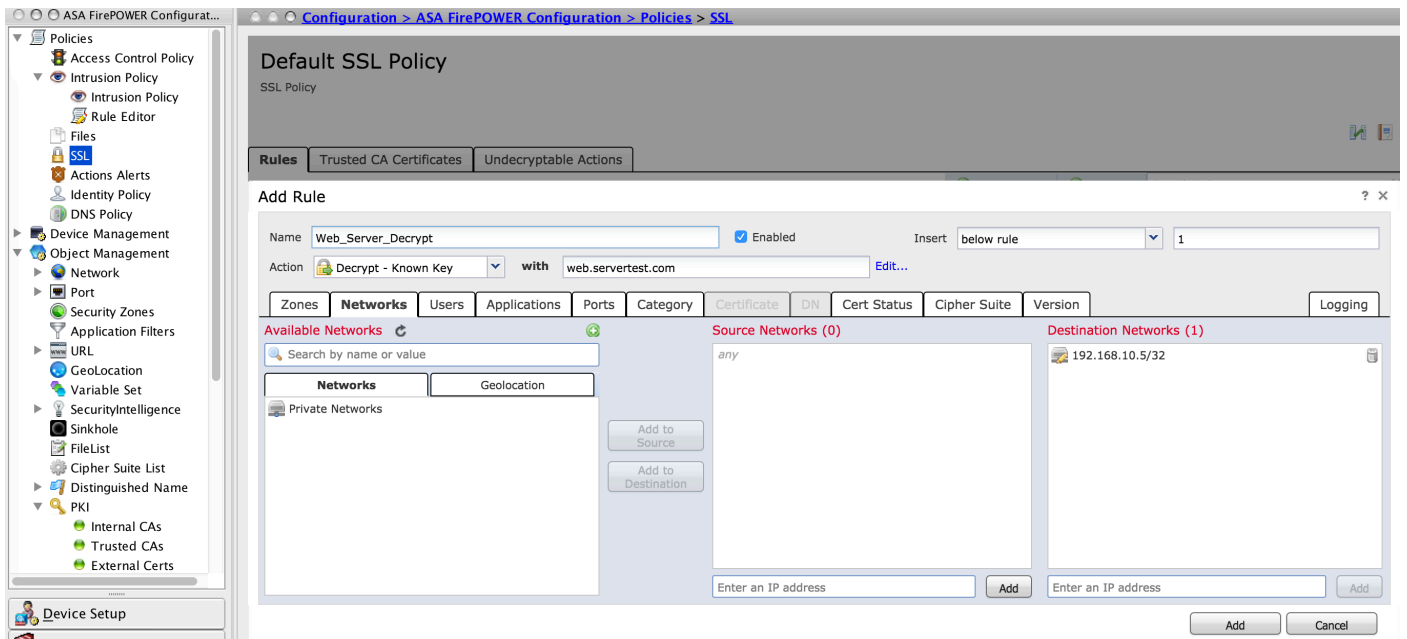 ASA FirePOWER Configurat...
Policies
Access Control Policy
Intrusion Policy
Intrusion Policy
Rule Editor
Files
SSL
Actions Alerts
Identity Policy
DNS Policy
Device Management
Object Management
Network
Port
Security Zones
Application Filters
www URL
GeoLocation
Variable Set
SecurityIntelligence
Sinkhole
FileList
Cipher Suite List
Distinguished Name
PKI
Internal CAs
Trusted CAs
External Certs
Device Setup
Configuration > ASA FirePOWER Configuration > Policies > SSL
Default SSL Policy
SSL Policy
Rules Trusted CA Certificates Undecryptable Actions
Add Rule ? ×
Name Web_Server_Decrypt Enabled Insert below rule 1
Action Decrypt - Known Key with web.servertest.com Edit...
Zones Networks Users Applications Ports Category Certificate DN Cert Status Cipher Suite Version Logging
Available Networks Source Networks (0) Destination Networks (1)
Search by name or value any 192.168.10.5/32
Networks Geolocation
Private Networks
Add to
Source
Add to
Destination
Enter an IP address Add Enter an IP address Add
Add Cancel